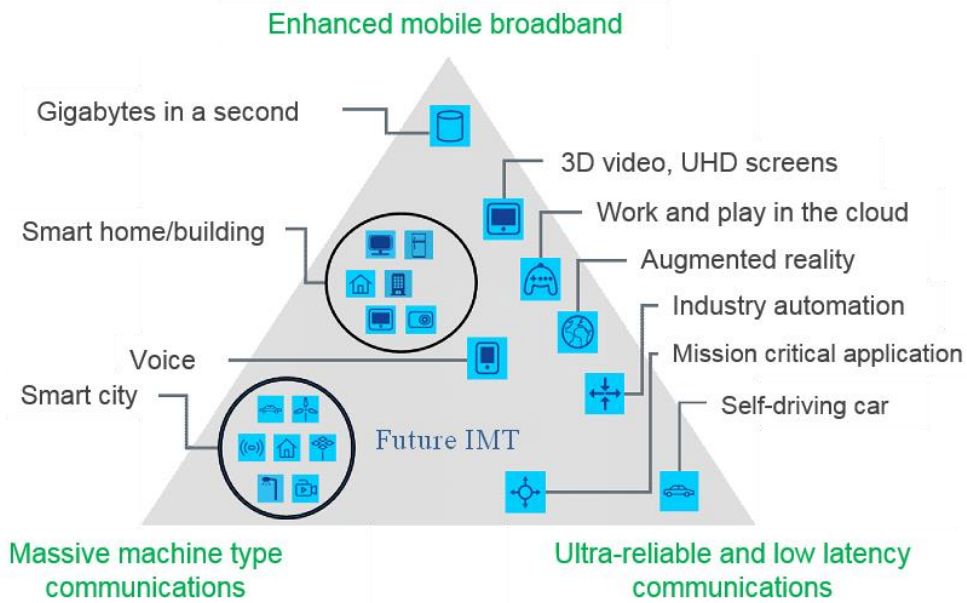 Enhanced mobile broadband
Gigabytes in a second
3D video, UHD screens
Work and play in the cloud
Smart home/building
Augmented reality
Industry automation
Voice
Mission critical application
Smart city
Self-driving car
Future IMT
Massive machine type
communications
Ultra-reliable and low latency
communications